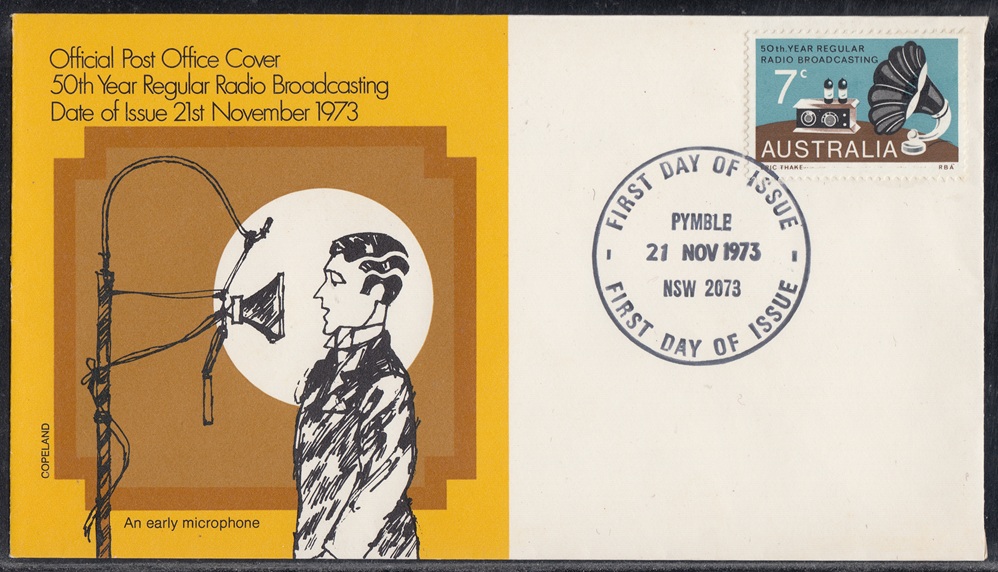 Official Post Office Cover
50th Year Regular Radio Broadcasting
Date of Issue 21st November 1973
COPELAND
An early microphone
50th. YEAR REGULAR
RADIO BROADCASTING
7c
AUSTRALIA
THAKE
RBA
FIRST DAY OF ISSUE
PYMBLE
21 NOV 1973
NSW 2073
FIRST DAY OF ISSUE